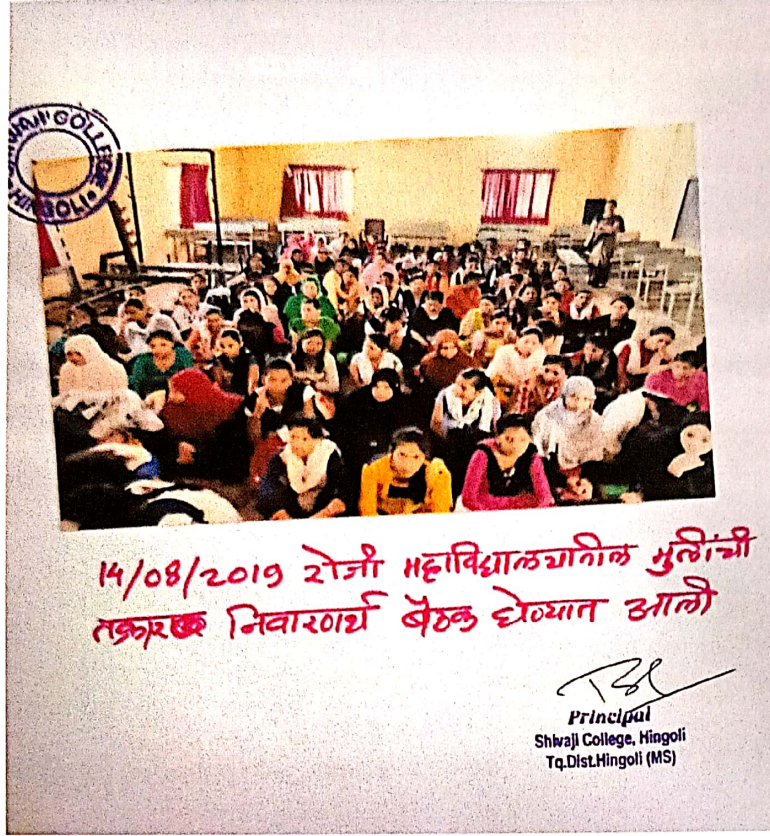 SHIVAJI COLLEGE
HINGOLI
14/08/2019 रोजी महाविद्यालयातील मुलींची
तक्रार निवारणार्थ बैठक घेण्यात आली
Principal
Shivaji College, Hingoli
Tq.Dist.Hingoli (MS)